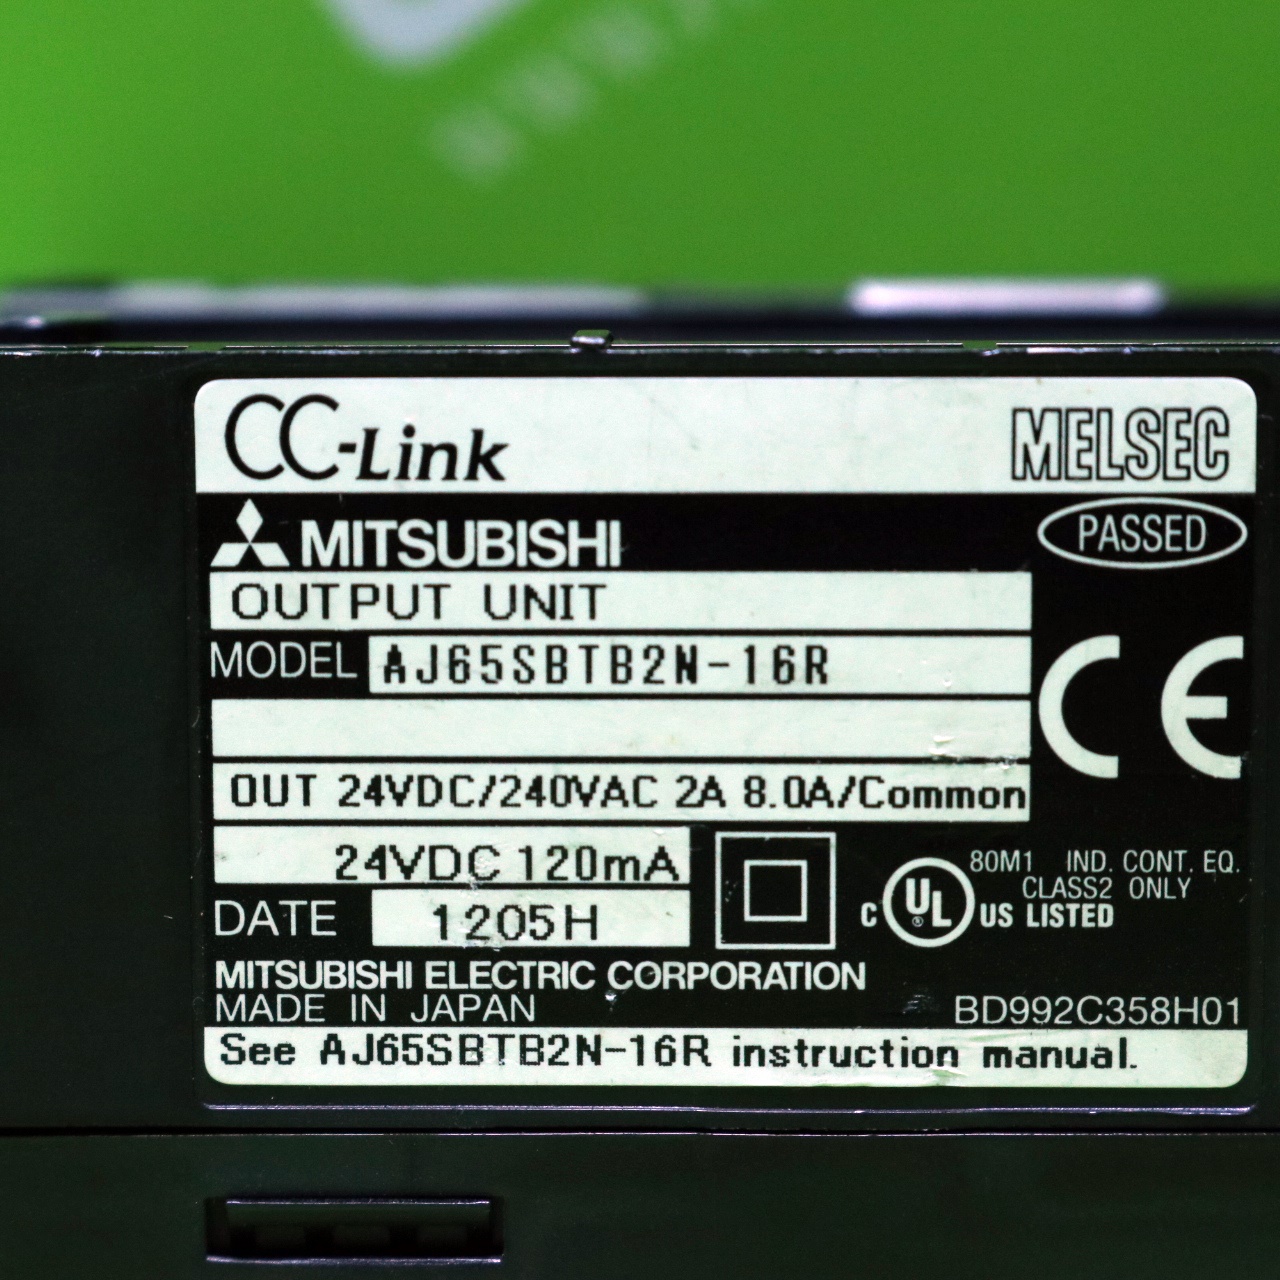 CC-Link MELSEC
MITSUBISHI PASSED
OUTPUT UNIT
MODEL AJ65SBTB2N-16R
CE
OUT 24VDC/240VAC 2A 8.0A/Common
24VDC 120mA
80M1 IND. CONT. EQ.
CLASS2 ONLY
C UL ® US LISTED
DATE 1205H
MITSUBISHI ELECTRIC CORPORATION
MADE IN JAPAN BD992C358H01
See AJ65SBTB2N-16R instruction manual.